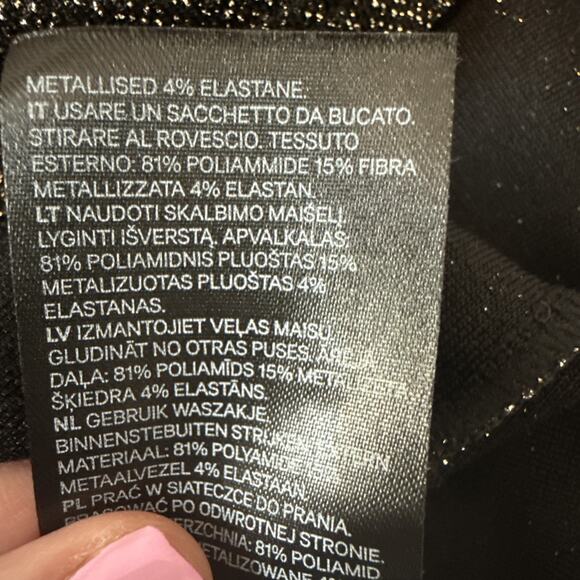 METALLISED 4% ELASTANE.
IT USARE UN SACCHETTO DA BUCATO.
STIRARE AL ROVESCIO. TESSUTO
ESTERNO: 81% POLIAMMIDE 15% FIBRA
METALLIZZATA 4% ELASTAN.
LT NAUDOTI SKALBIMO MAIŠELĮ.
LYGINTI IŠVERSTĄ. APVALKALAS:
81% POLIAMIDNIS PLUOŠTAS 15%
METALIZUOTAS PLUOŠTAS 4%
ELASTANAS.
LV IZMANTOJIET VEĻAS MAISU.
GLUDINĀT NO OTRAS PUSES.
DAĻA: 81% POLIAMĪDS 15%
ŠĶIEDRA 4% ELASTĀNS.
NL GEBRUIK WASZAKJE.
BINNENSTEBUITEN
MATERIAAL: 81% POLYAMIDE
METAALVEZEL 4% ELASTAAN.
PL PRAĆ W SIATECZCE DO PRANIA.
PRASOWAĆ PO ODWROTNEJ STRONIE.
81% POLIAMID